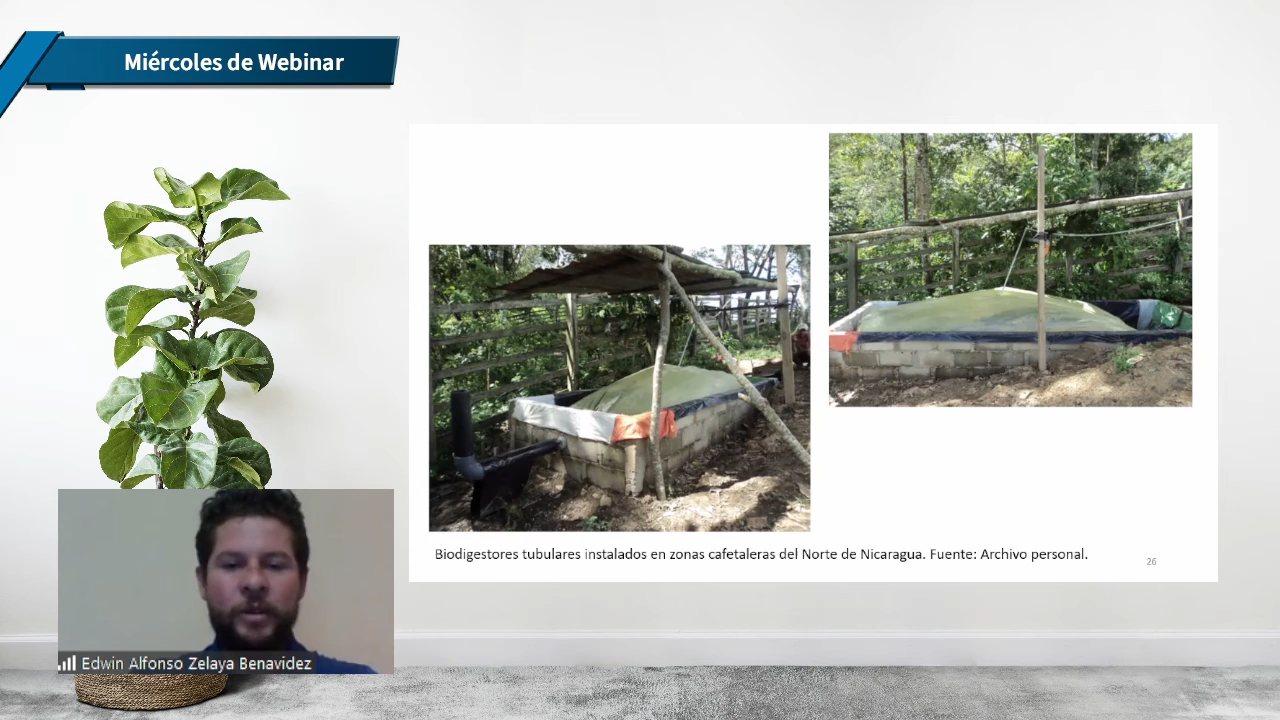 Miércoles de Webinar
Biodigestores tubulares instalados en zonas cafetaleras del Norte de Nicaragua. Fuente: Archivo personal.
26
Edwin Alfonso Zelaya Benavidez